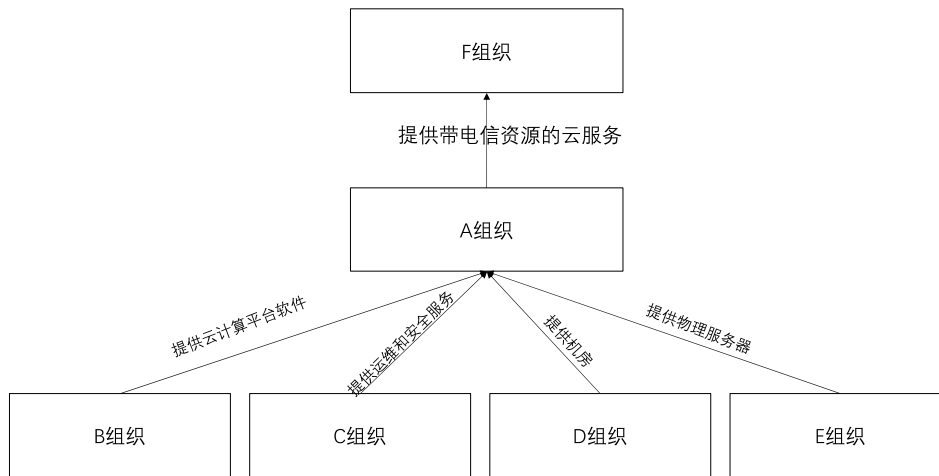 F组织
提供带电信资源的云服务
A组织
提供云计算平台软件
提供运维和安全服务
提供机房
提供物理服务器
B组织
C组织
D组织
E组织